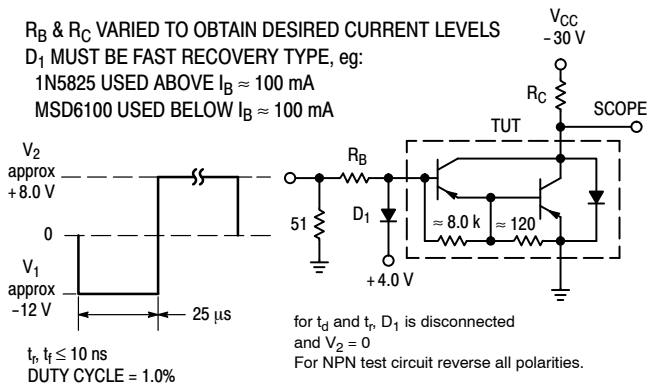 R_B & R_C VARIED TO OBTAIN DESIRED CURRENT LEVELS
D_1 MUST BE FAST RECOVERY TYPE, eg:
1N5825 USED ABOVE I_B ≈ 100 mA
MSD6100 USED BELOW I_B ≈ 100 mA
V_CC
-30 V
R_C
SCOPE
TUT
R_B
51
D_1
+4.0 V
≈ 8.0 k
≈ 120
V_2
approx
+8.0 V
0
V_1
approx
-12 V
25 μs
t_r, t_f ≤ 10 ns
DUTY CYCLE = 1.0%
for t_d and t_r, D_1 is disconnected
and V_2 = 0
For NPN test circuit reverse all polarities.